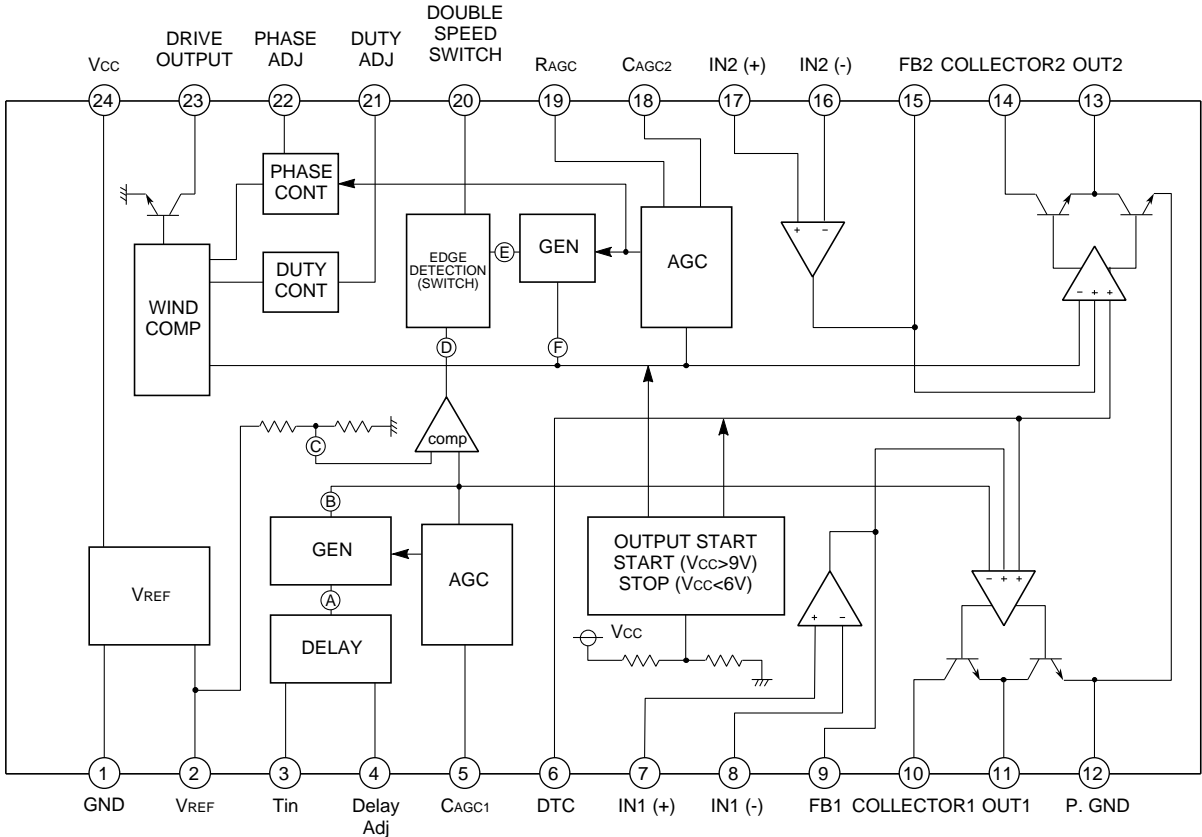 DOUBLE
SPEED
SWITCH
DRIVE
OUTPUT
PHASE
ADJ
DUTY
ADJ
VCC
RAGC
CAGC2
IN2 (+)
IN2 (-)
FB2 COLLECTOR2 OUT2
24
23
22
21
20
19
18
17
16
15
14
13
PHASE
CONT
DUTY
CONT
WIND
COMP
EDGE
DETECTION
(SWITCH)
E
GEN
AGC
+ -
- + +
D
F
comp
C
B
GEN
AGC
A
DELAY
VREF
OUTPUT START
START (VCC>9V)
STOP (VCC<6V)
VCC
+ -
- + +
1
2
3
4
5
6
7
8
9
10
11
12
GND
VREF
Tin
Delay
Adj
CAGC1
DTC
IN1 (+)
IN1 (-)
FB1 COLLECTOR1 OUT1
P. GND